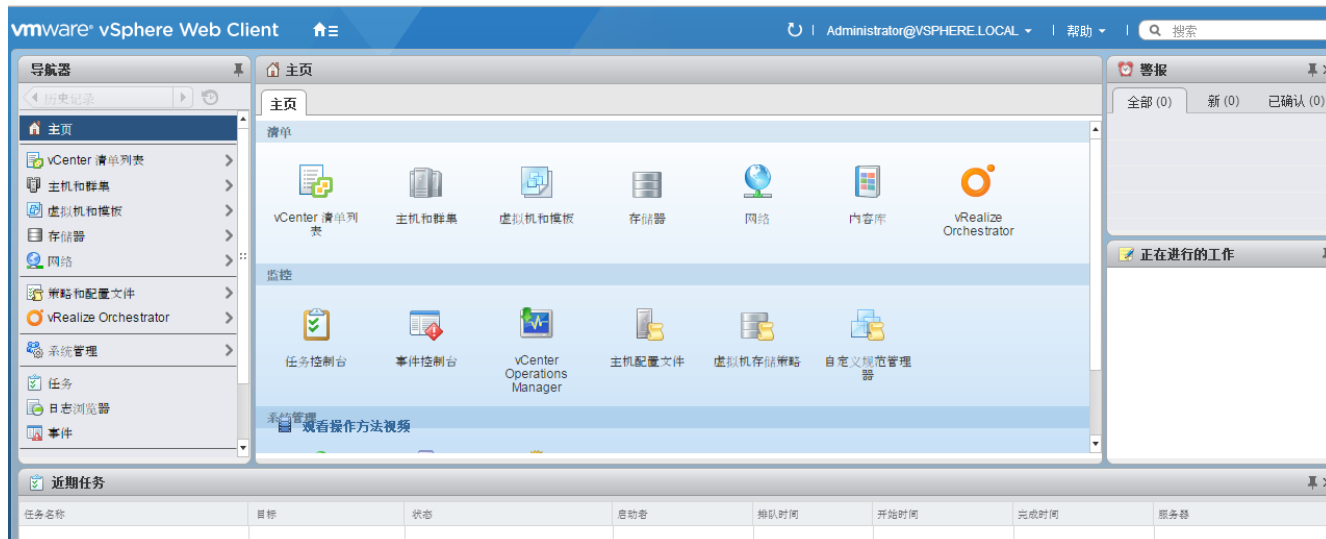 vmware® vSphere Web Client
Administrator@VSPHERE.LOCAL
帮助
搜索
导航器
历史记录
主页
vCenter 清单列表
主机和群集
虚拟机和模板
存储器
网络
策略和配置文件
vRealize Orchestrator
系统管理
任务
日志浏览器
事件
主页
主页
清单
vCenter 清单列
表
主机和群集
虚拟机和模板
存储器
网络
内容库
vRealize
Orchestrator
监控
任务控制台
事件控制台
vCenter
Operations
Manager
主机配置文件
虚拟机存储策略
自定义规范管理
器
系统管理
观看操作方法视频
警报
全部 (0)
新 (0)
已确认 (0)
正在进行的工作
近期任务
任务名称
目标
状态
启动者
排队时间
开始时间
完成时间
服务器